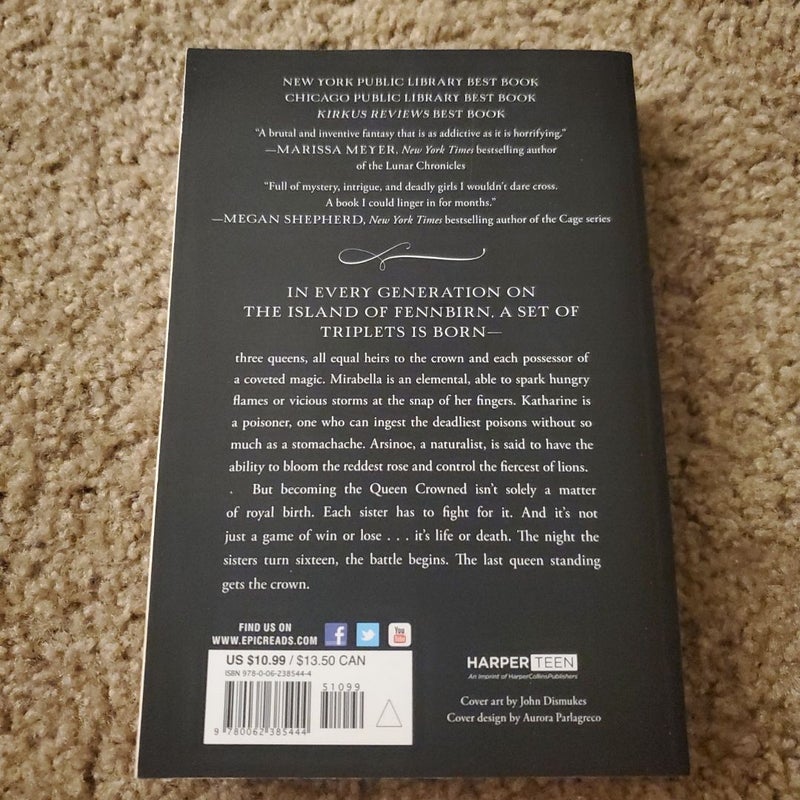 NEW YORK PUBLIC LIBRARY BEST BOOK
CHICAGO PUBLIC LIBRARY BEST BOOK
KIRKUS REVIEWS BEST BOOK
"A brutal and inventive fantasy that is as addictive as it is horrifying."
—MARISSA MEYER, New York Times bestselling author
of the Lunar Chronicles
"Full of mystery, intrigue, and deadly girls I wouldn't dare cross.
A book I could linger in for months."
—MEGAN SHEPHERD, New York Times bestselling author of the Cage series
IN EVERY GENERATION ON
THE ISLAND OF FENNBIRN, A SET OF
TRIPLETS IS BORN—
three queens, all equal heirs to the crown and each possessor of
a coveted magic. Mirabella is an elemental, able to spark hungry
flames or vicious storms at the snap of her fingers. Katharine is
a poisoner, one who can ingest the deadliest poisons without so
much as a stomachache. Arsinoe, a naturalist, is said to have the
ability to bloom the reddest rose and control the fiercest of lions.
But becoming the Queen Crowned isn't solely a matter
of royal birth. Each sister has to fight for it. And it's not
just a game of win or lose . . . it's life or death. The night the
sisters turn sixteen, the battle begins. The last queen standing
gets the crown.
FIND US ON
WWW.EPICREADS.COM
f
You
Tube
US $10.99 / $13.50 CAN
ISBN 978-0-06-238544-4
51099
9 780062 385444
HARPER TEEN
An Imprint of HarperCollinsPublishers
Cover art by John Dismukes
Cover design by Aurora Parlagreco